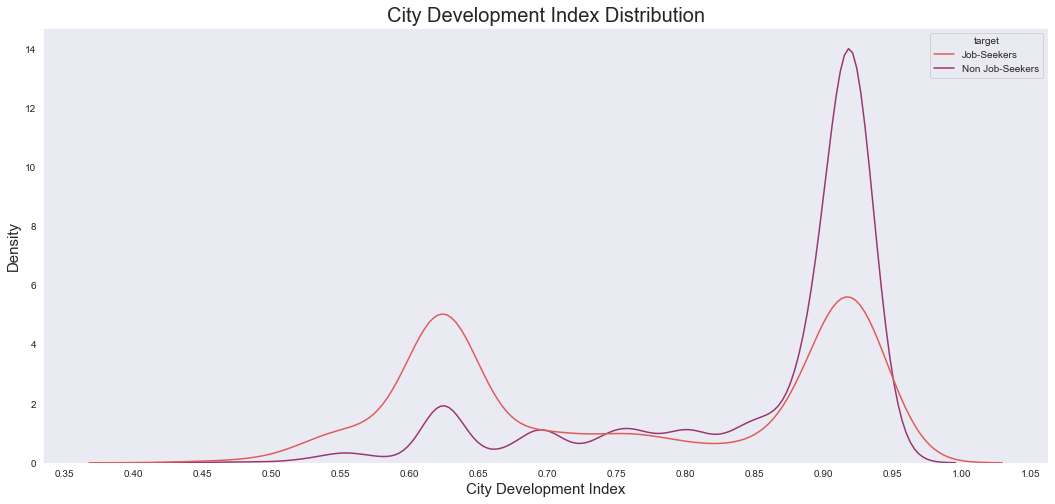 City Development Index Distribution
target
Job-Seekers
Non Job-Seekers
Density
14
12
10
8
6
4
2
0
0.35 0.40 0.45 0.50 0.55 0.60 0.65 0.70 0.75 0.80 0.85 0.90 0.95 1.00 1.05
City Development Index